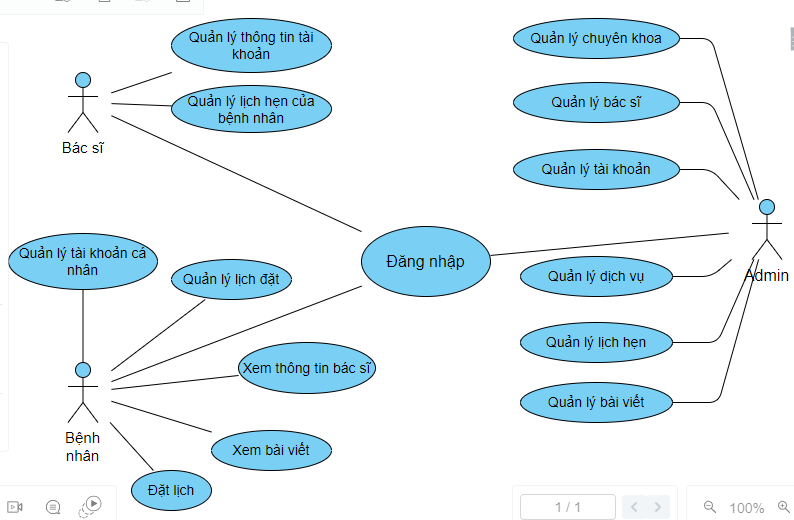 Quản lý thông tin tài
khoản
Quản lý lịch hẹn của
bệnh nhân
Bác sĩ
Quản lý chuyên khoa
Quản lý bác sĩ
Quản lý tài khoản
Đăng nhập
Admin
Quản lý tài khoản cá
nhân
Quản lý lịch đặt
Quản lý dịch vụ
Quản lý lịch hẹn
Xem thông tin bác sĩ
Quản lý bài viết
Bệnh
nhân
Xem bài viết
Đặt lịch
1 / 1
100%